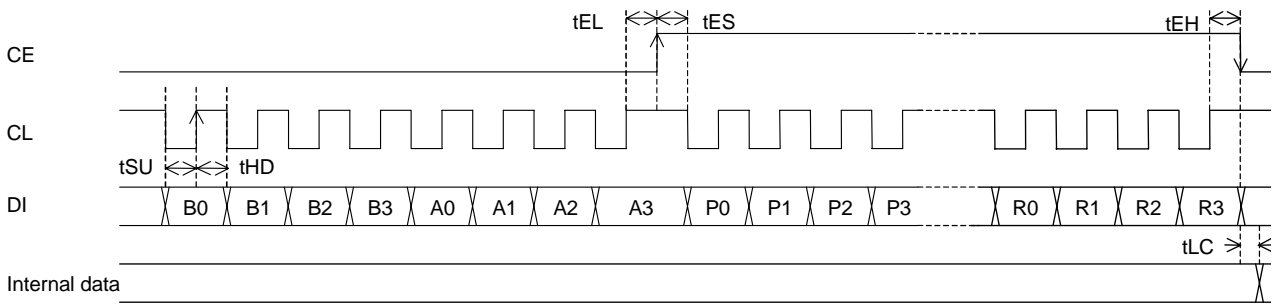 tEL tES tEH
CE
CL
tSU tHD
DI B0 B1 B2 B3 A0 A1 A2 A3 P0 P1 P2 P3 R0 R1 R2 R3
tLC
Internal data